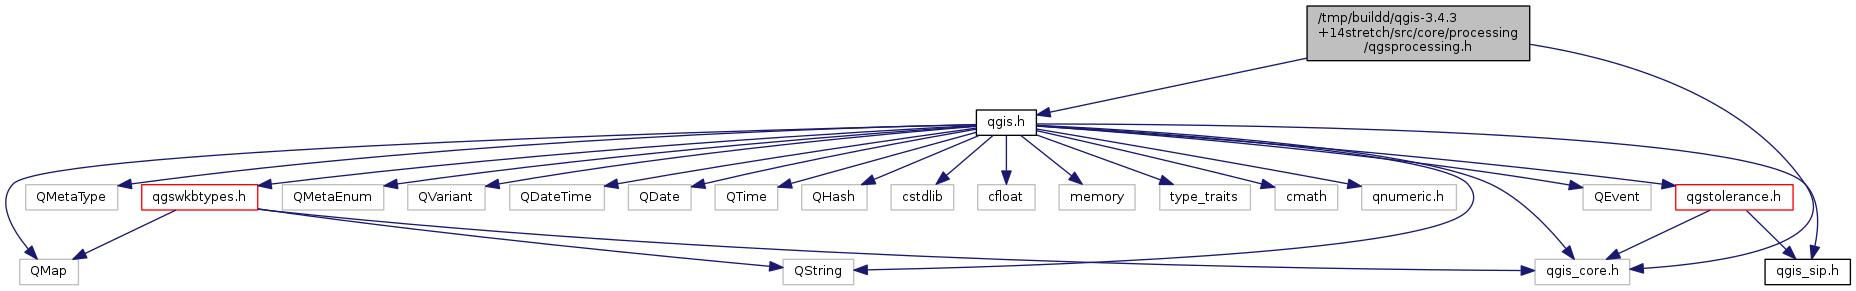 /tmp/buildd/qgis-3.4.3
+14stretch/src/core/processing
/qgsprocessing.h
qgis.h
QMetaType
qgswkbtypes.h
QMetaEnum
QVariant
QDateTime
QDate
QTime
QHash
cstdlib
cfloat
memory
type_traits
cmath
qnumeric.h
QEvent
qgstolerance.h
QMap
QString
qgis_core.h
qgis_sip.h